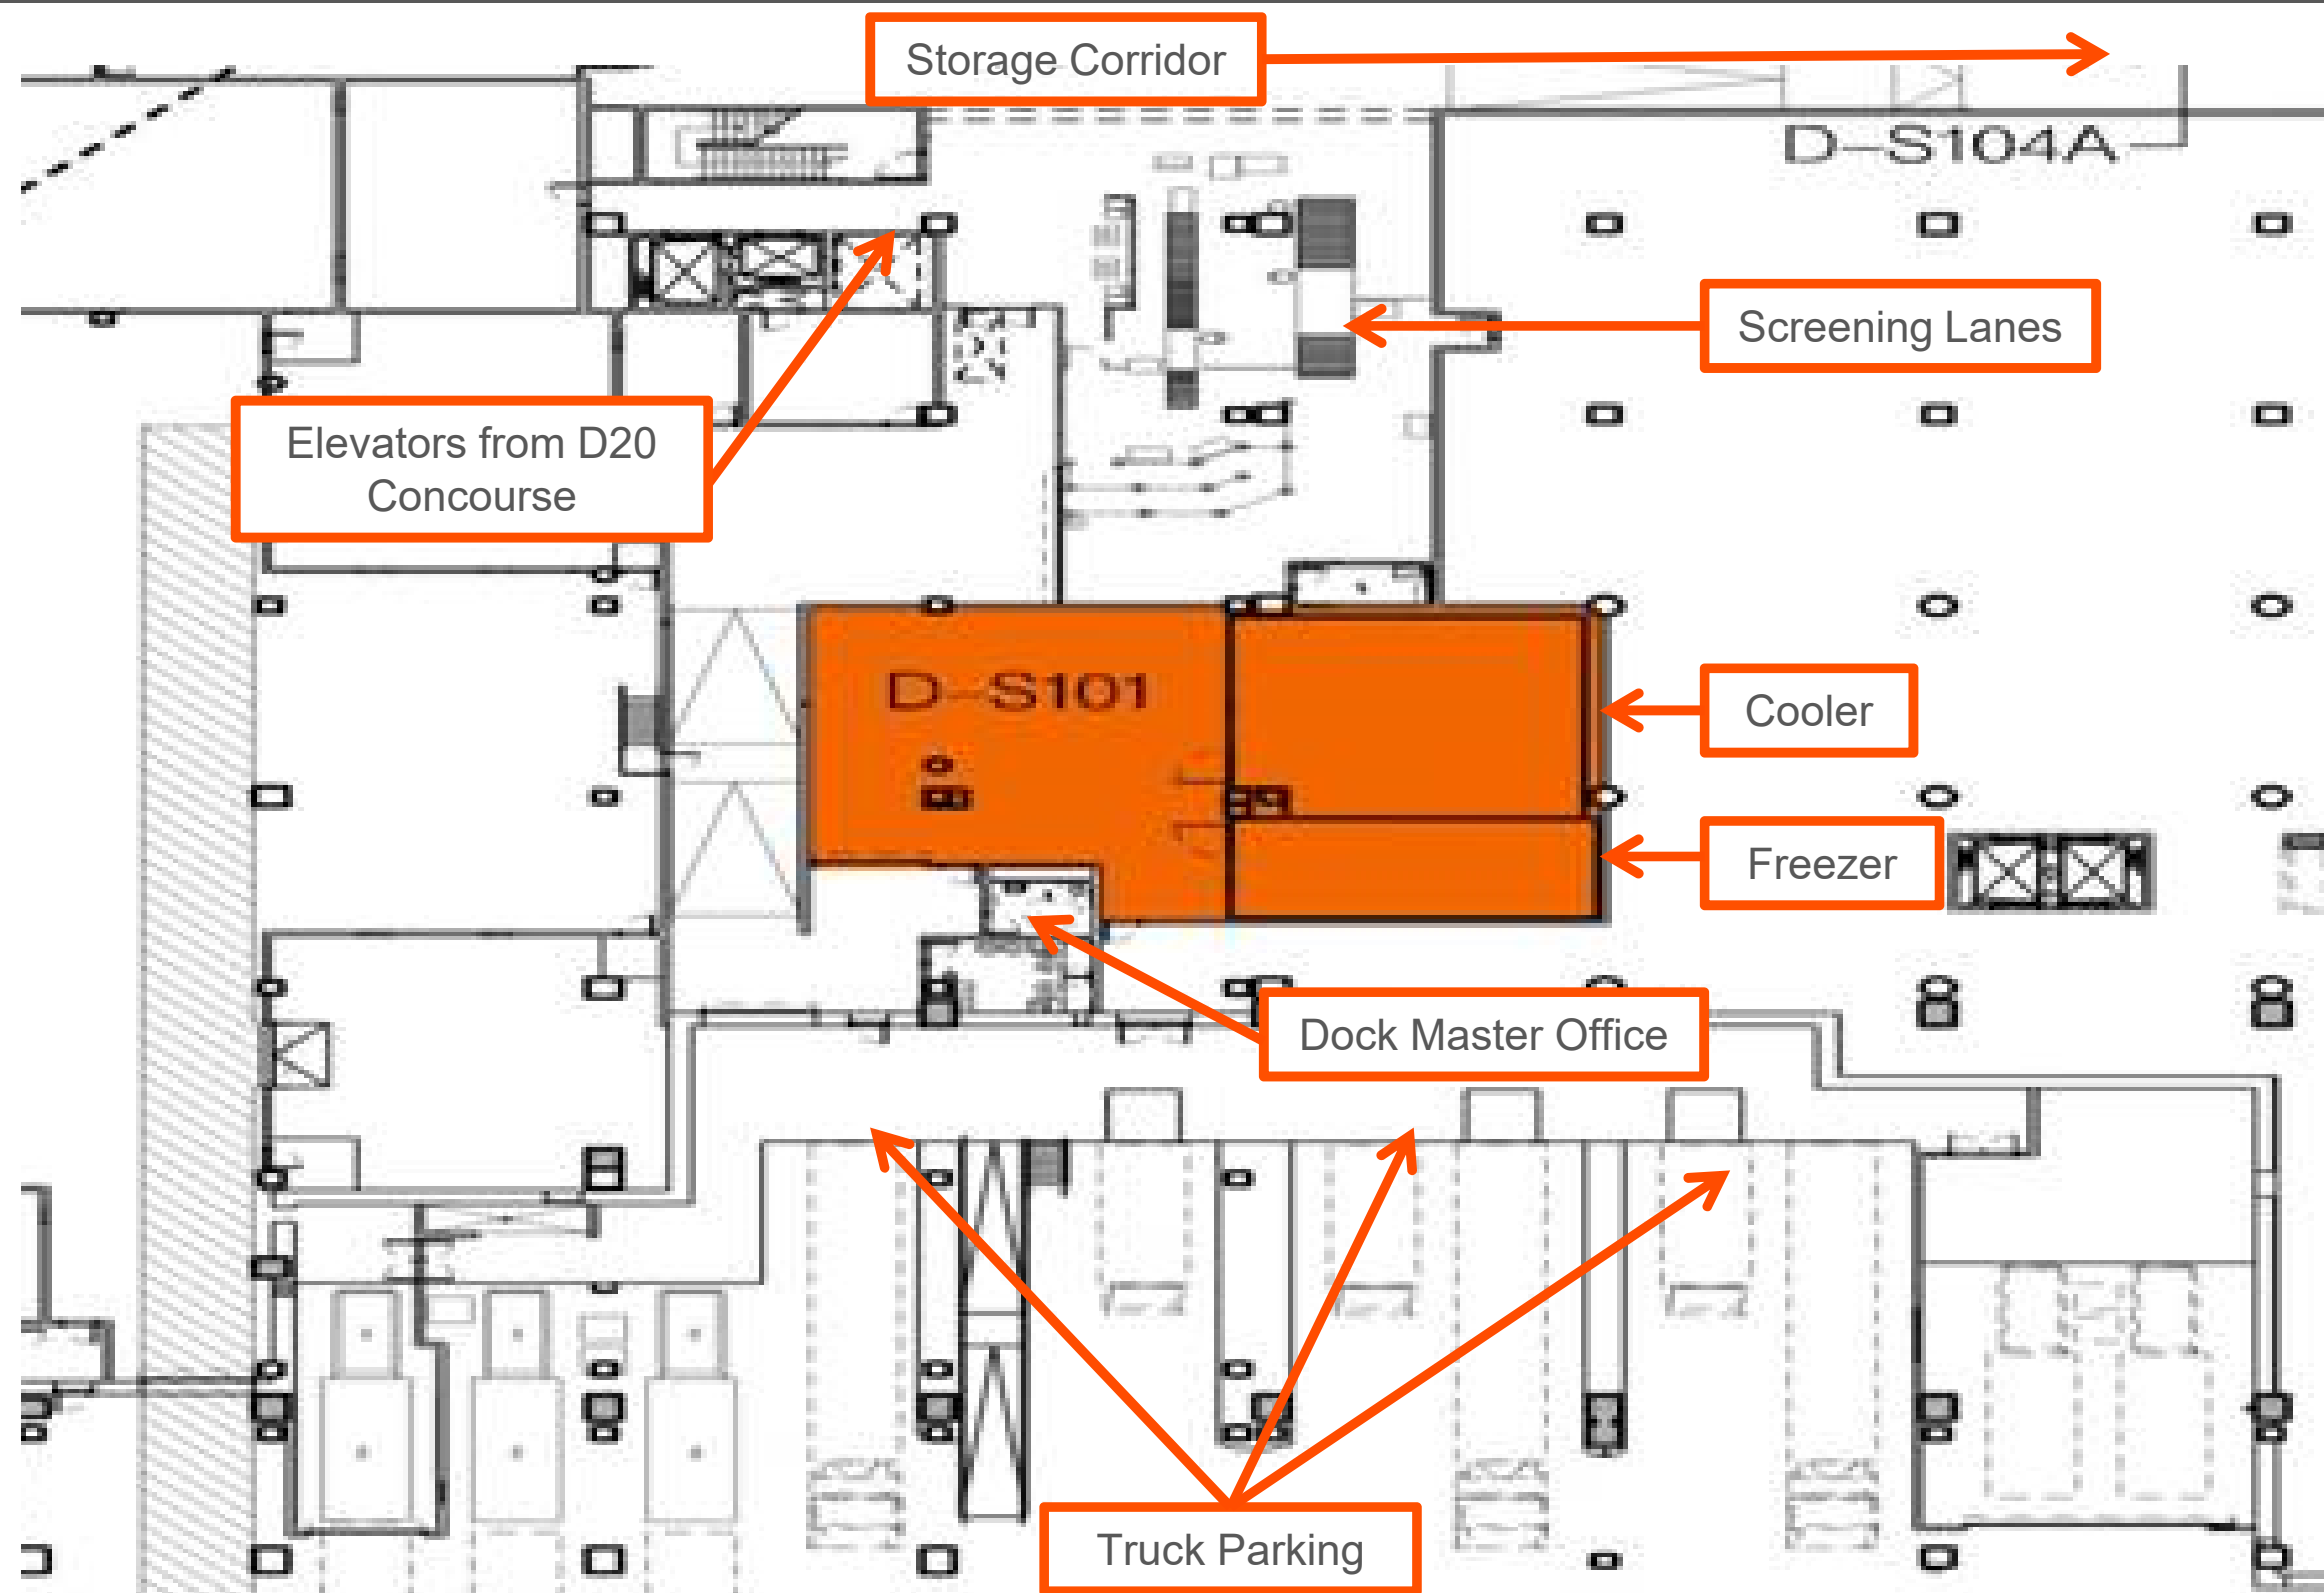 Storage Corridor
D-S104A
Screening Lanes
Elevators from D20
Concourse
D-S101
Cooler
Freezer
Dock Master Office
Truck Parking